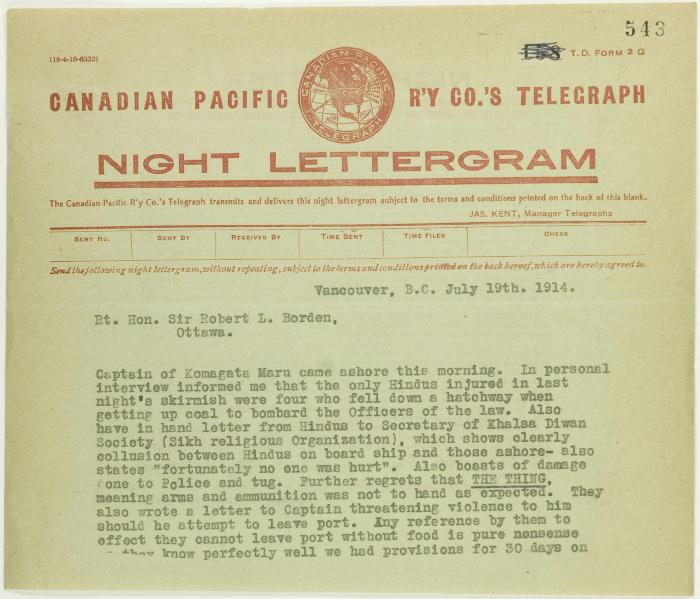 543
(18-4-10-6332)
T.D. FORM 2 G
CANADIAN PACIFIC R'Y CO.'S TELEGRAPH
CANADIAN PACIFIC
TELEGRAPH
NIGHT LETTERGRAM
The Canadian Pacific R'y Co.'s Telegraph transmits and delivers this night lettergram subject to the terms and conditions printed on the back of this blank.
JAS. KENT, Manager Telegraphs
SENT NO. SENT BY RECEIVED BY TIME SENT TIME FILED CHECK
Send the following night lettergram, without repeating, subject to the terms and conditions printed on the back hereof, which are hereby agreed to.
Vancouver, B.C. July 19th. 1914.
Rt. Hon. Sir Robert L. Borden,
Ottawa.
Captain of Komagata Maru came ashore this morning. In personal
interview informed me that the only Hindus injured in last
night's skirmish were four who fell down a hatchway when
getting up coal to bombard the Officers of the law. Also
have in hand letter from Hindus to Secretary of Khalsa Diwan
Society (Sikh religious Organization), which shows clearly
collusion between Hindus on board ship and those ashore- also
states "fortunately no one was hurt". Also boasts of damage
one to Police and tug. Further regrets that THE THING,
meaning arms and ammunition was not to hand as expected. They
also wrote a letter to Captain threatening violence to him
should he attempt to leave port. Any reference by them to
effect they cannot leave port without food is pure nonsense
they know perfectly well we had provisions for 30 days on